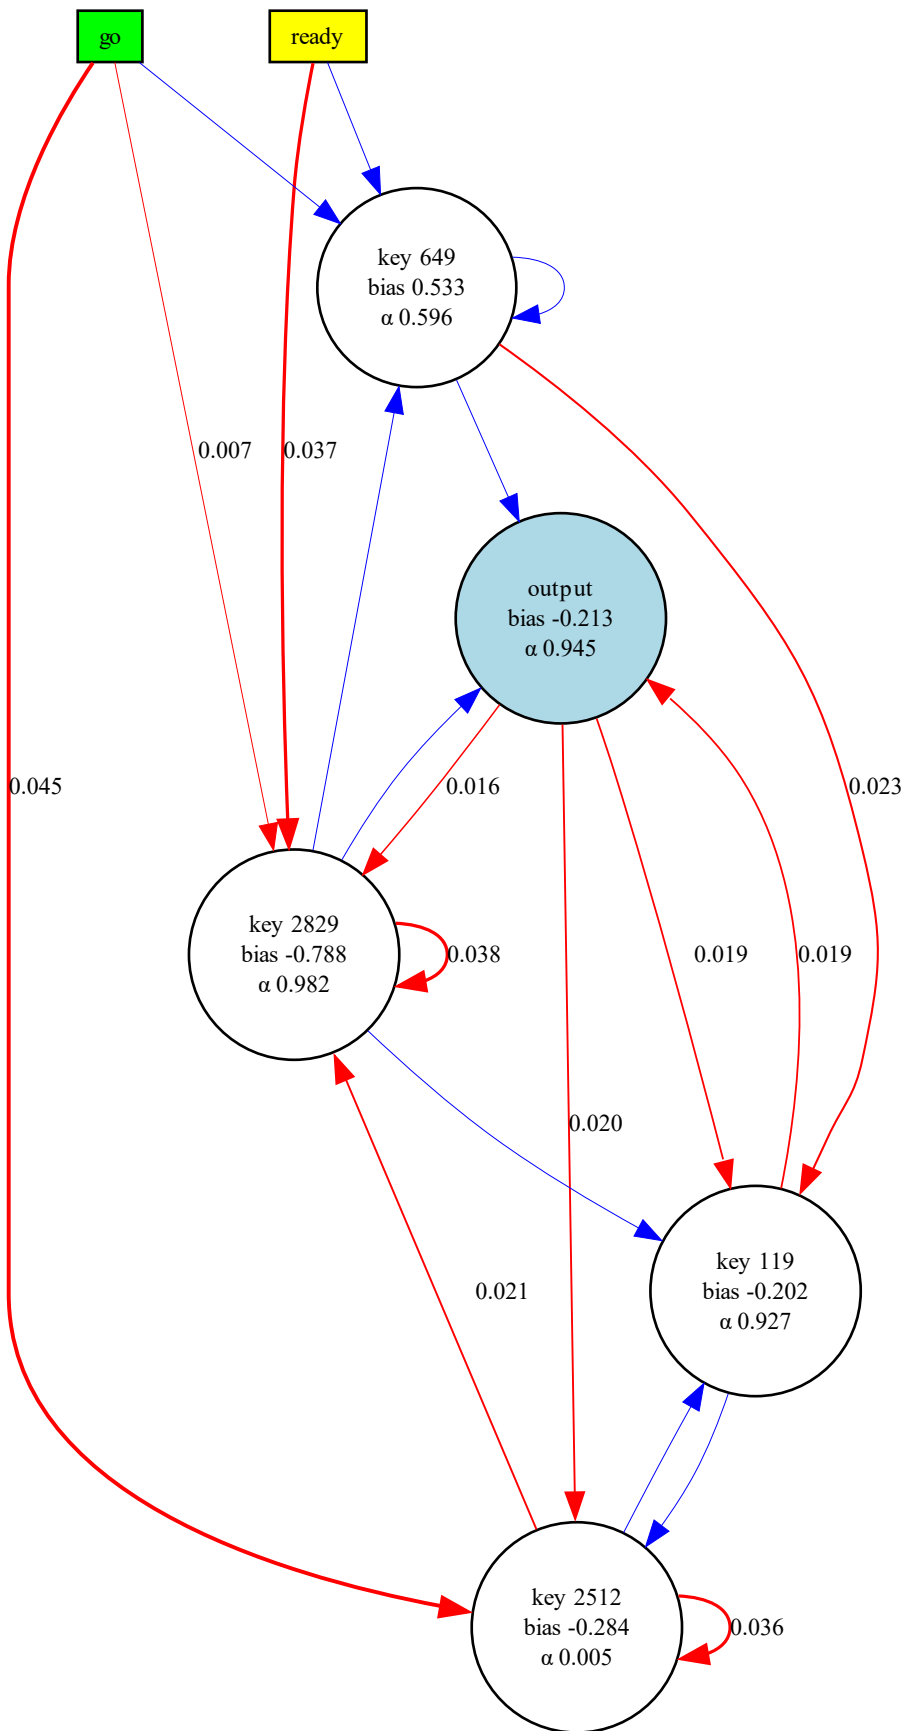 go
ready
key 649
bias 0.533
α 0.596
0.007
0.037
output
bias -0.213
α 0.945
0.045
0.016
0.023
key 2829
bias -0.788
α 0.982
0.038
0.019
0.019
0.020
key 119
bias -0.202
α 0.927
0.021
key 2512
bias -0.284
α 0.005
0.036